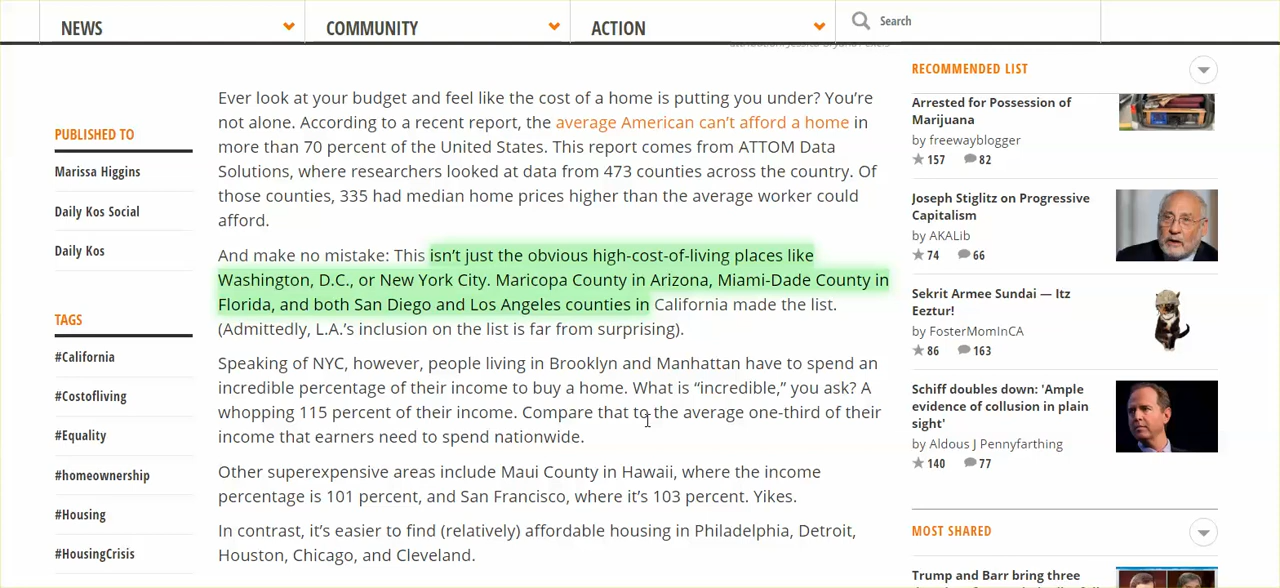 NEWS
COMMUNITY
ACTION
Search
PUBLISHED TO
Marissa Higgins
Daily Kos Social
Daily Kos
TAGS
#California
#Costofliving
#Equality
#homeownership
#Housing
#HousingCrisis
Ever look at your budget and feel like the cost of a home is putting you under? You’re
not alone. According to a recent report, the average American can’t afford a home in
more than 70 percent of the United States. This report comes from ATTOM Data
Solutions, where researchers looked at data from 473 counties across the country. Of
those counties, 335 had median home prices higher than the average worker could
afford.
And make no mistake: This isn’t just the obvious high-cost-of-living places like
Washington, D.C., or New York City. Maricopa County in Arizona, Miami-Dade County in
Florida, and both San Diego and Los Angeles counties in California made the list.
(Admittedly, L.A.’s inclusion on the list is far from surprising).
Speaking of NYC, however, people living in Brooklyn and Manhattan have to spend an
incredible percentage of their income to buy a home. What is “incredible,” you ask? A
whopping 115 percent of their income. Compare that to the average one-third of their
income that earners need to spend nationwide.
Other superexpensive areas include Maui County in Hawaii, where the income
percentage is 101 percent, and San Francisco, where it’s 103 percent. Yikes.
In contrast, it’s easier to find (relatively) affordable housing in Philadelphia, Detroit,
Houston, Chicago, and Cleveland.
RECOMMENDED LIST
Arrested for Possession of
Marijuana
by freewayblogger
157 82
Joseph Stiglitz on Progressive
Capitalism
by AKALib
74 66
Sekrit Armee Sundai — Itz
Eeztur!
by FosterMomInCA
86 163
Schiff doubles down: 'Ample
evidence of collusion in plain
sight'
by Aldous J Pennyfarthing
140 77
MOST SHARED
Trump and Barr bring three